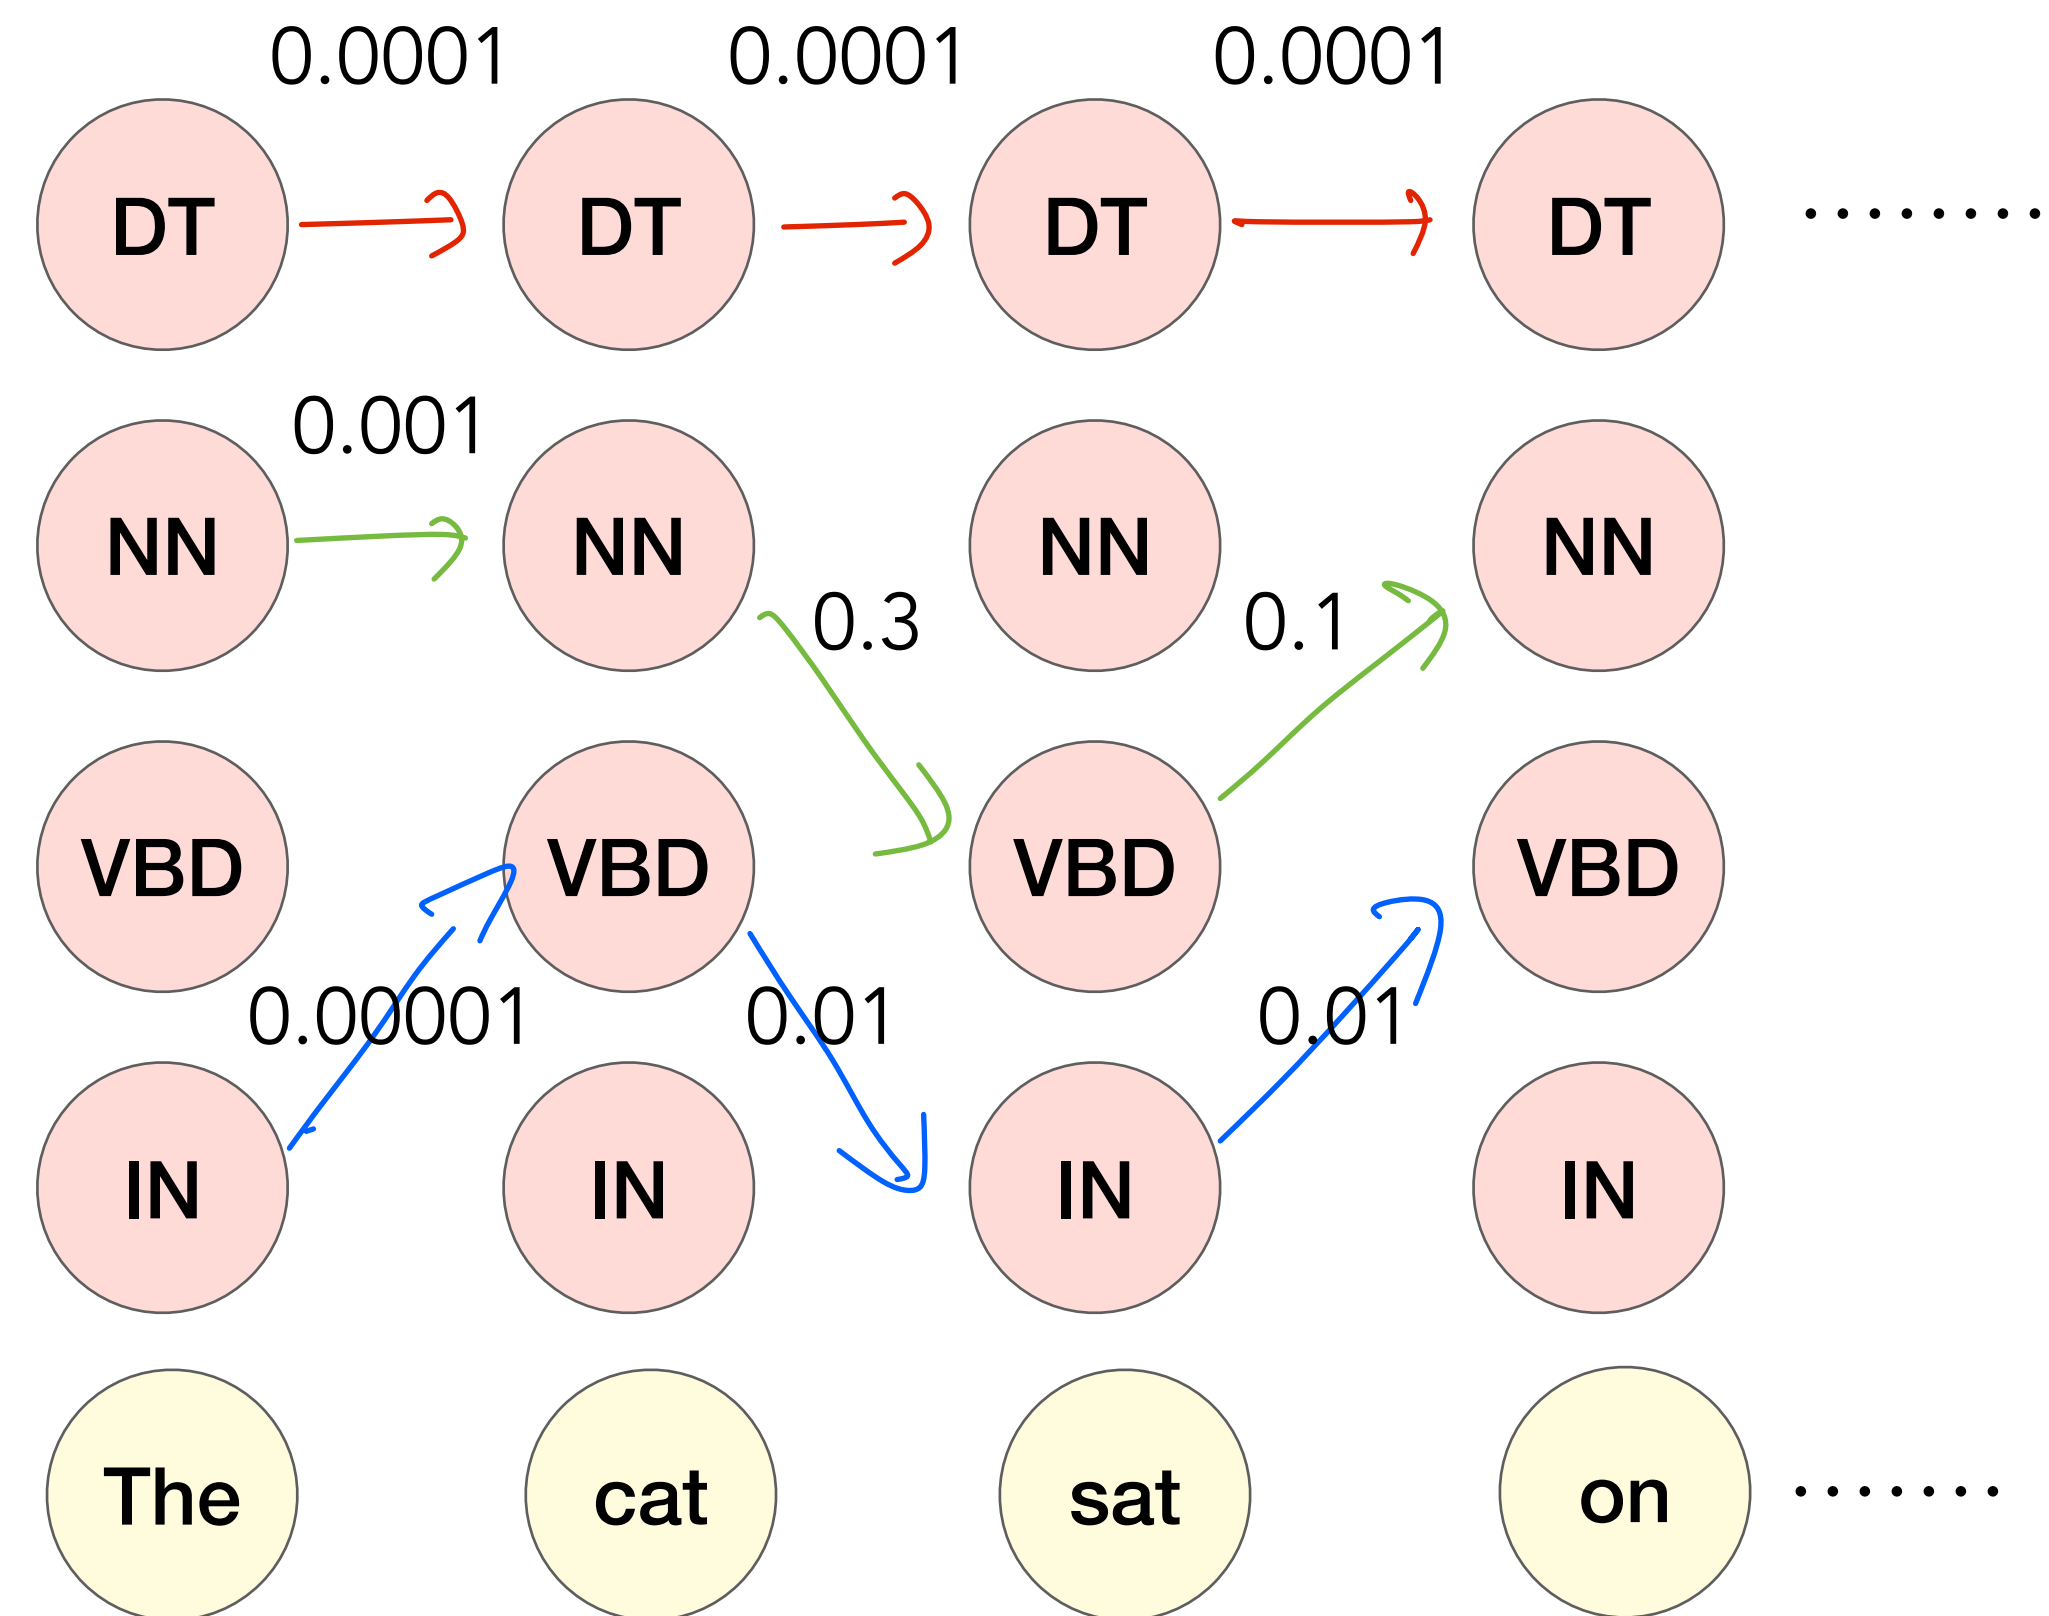 0.0001 0.0001 0.0001
DT DT DT DT ........
0.001
NN NN NN NN
0.3 0.1
VBD VBD VBD VBD
0.00001 0.01 0.01
IN IN IN IN
The cat sat on .......